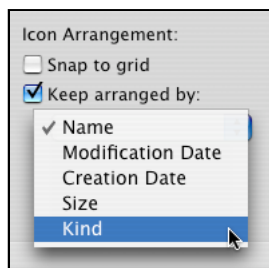 Icon Arrangement:
Snap to grid
Keep arranged by:
Name
Modification Date
Creation Date
Size
Kind